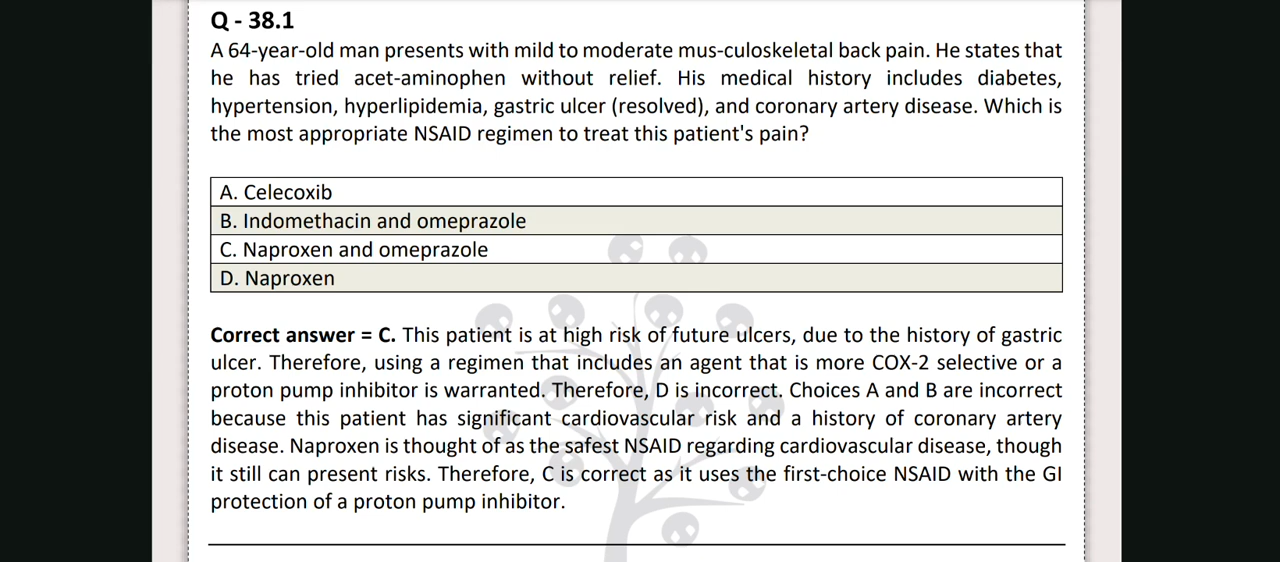 Q - 38.1
A 64-year-old man presents with mild to moderate mus-culoskeletal back pain. He states that
he has tried acet-aminophen without relief. His medical history includes diabetes,
hypertension, hyperlipidemia, gastric ulcer (resolved), and coronary artery disease. Which is
the most appropriate NSAID regimen to treat this patient's pain?
A. Celecoxib
B. Indomethacin and omeprazole
C. Naproxen and omeprazole
D. Naproxen
Correct answer = C. This patient is at high risk of future ulcers, due to the history of gastric
ulcer. Therefore, using a regimen that includes an agent that is more COX-2 selective or a
proton pump inhibitor is warranted. Therefore, D is incorrect. Choices A and B are incorrect
because this patient has significant cardiovascular risk and a history of coronary artery
disease. Naproxen is thought of as the safest NSAID regarding cardiovascular disease, though
it still can present risks. Therefore, C is correct as it uses the first-choice NSAID with the GI
protection of a proton pump inhibitor.